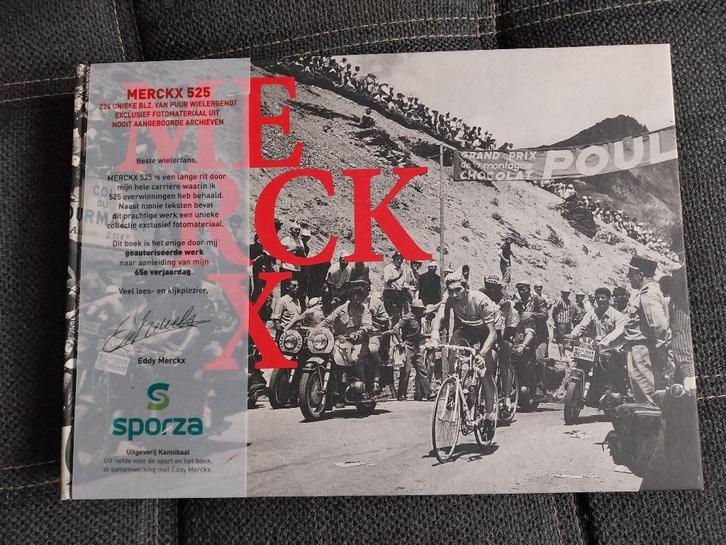 ME
RCK
X
MERCKX 525
224 UNIEKE BLZ. VAN PUUR WIELERGENOT
EXCLUSIEF FOTOMATERIAAL UIT
NOOIT AANGEBOORDE ARCHIEVEN
Beste wielerfans,
MERCKX 525 is een lange rit door
mijn hele carrière waarin ik
525 overwinningen heb behaald.
Naast mooie teksten bevat
dit prachtige werk een unieke
collectie exclusief fotomateriaal.
Dit boek is het enige door mij
geautoriseerde werk
naar aanleiding van mijn
65e verjaardag.
Veel lees- en kijkplezier,
Eddy Merckx
sporza
Uitgeverij Kannibaal
Uit liefde voor de sport en het boek,
in samenwerking met Eddy Merckx.
GRAND PRIX
de la montagne
CHOCOLAT
POUL